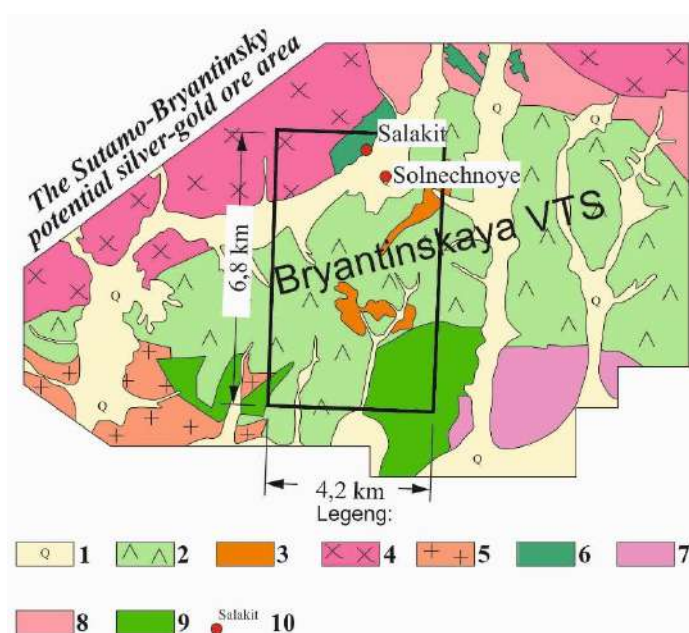 The Sutamo-Bryantinsky
potential silver-gold ore area
Q
Salakit
Q
Solnechnoye
Bryantinskaya VTS
6,8 km
Q
Q
Q
Q
4,2 km
Legeng:
Q 1 2 3 4 5 6 7
8 9 Salakit 10